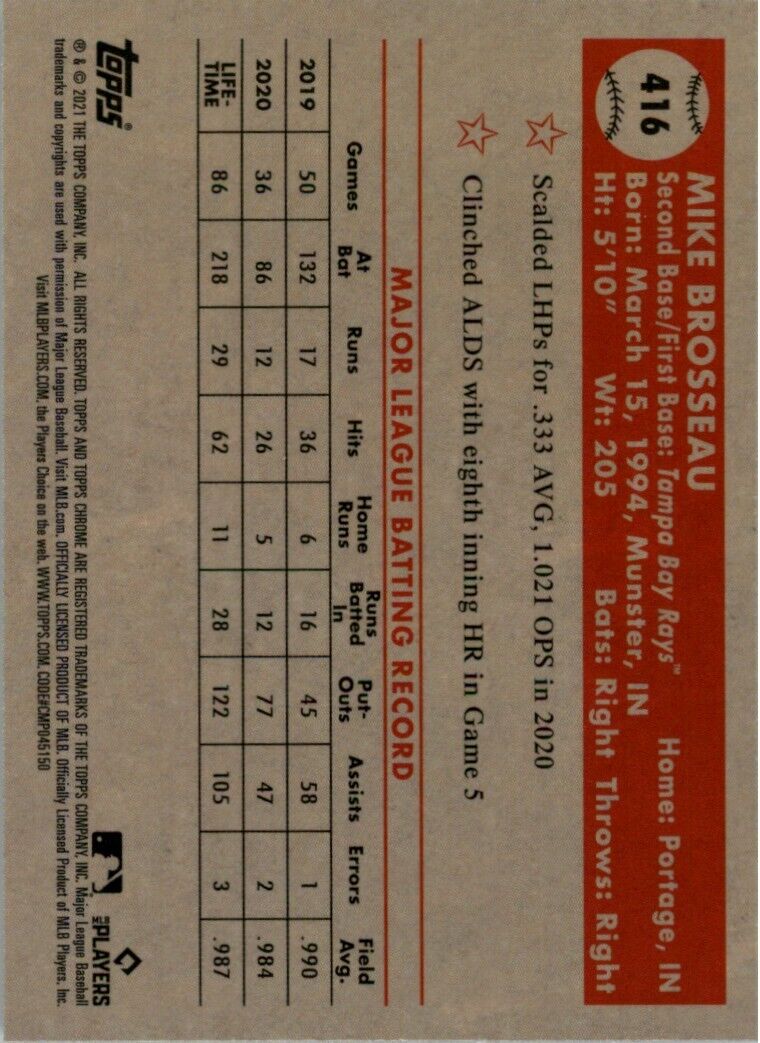 416
MIKE BROSSEAU
Second Base/First Base: Tampa Bay Rays™ Home: Portage, IN
Born: March 15, 1994, Munster, IN
Ht: 5'10" Wt: 205 Bats: Right Throws: Right
Scalded LHPs for .333 AVG, 1.021 OPS in 2020
Clinched ALDS with eighth inning HR in Game 5
MAJOR LEAGUE BATTING RECORD
Games At Bat Runs Hits Home Runs Runs Batted In Put-Outs Assists Errors Field Avg.
2019 50 132 17 36 6 16 45 58 1 .990
2020 36 86 12 26 5 12 77 47 2 .984
LIFE-TIME 86 218 29 62 11 28 122 105 3 .987
topps®
MLB PLAYERS
® & © 2021 THE TOPPS COMPANY, INC. ALL RIGHTS RESERVED. TOPPS AND TOPPS CHROME ARE REGISTERED TRADEMARKS OF THE TOPPS COMPANY, INC. Major League Baseball
trademarks and copyrights are used with permission of Major League Baseball. Visit MLB.com. OFFICIALLY LICENSED PRODUCT OF MLB. Officially Licensed Product of MLB Players, Inc.
Visit MLBPLAYERS.COM, the Players Choice on the web. WWW.TOPPS.COM. CODE#CMP045150